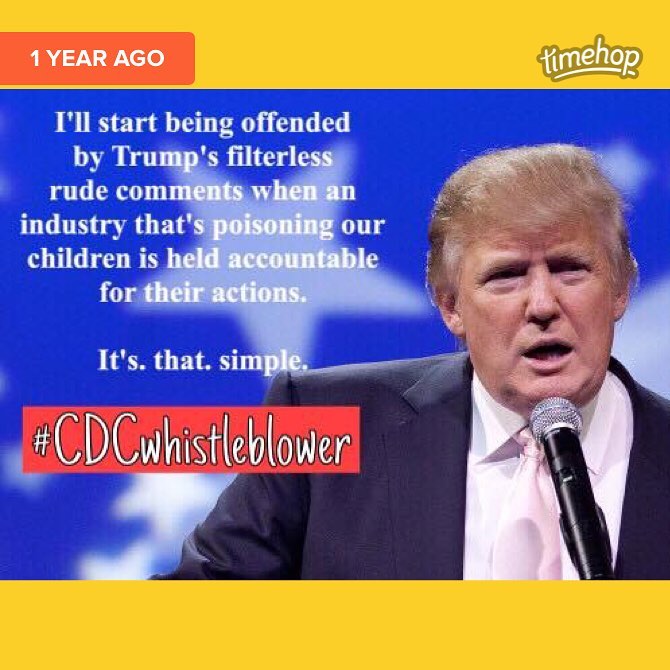 1 YEAR AGO
timehop
I'll start being offended
by Trump's filterless
rude comments when an
industry that's poisoning our
children is held accountable
for their actions.
It's. that. simple.
#CDCwhistleblower